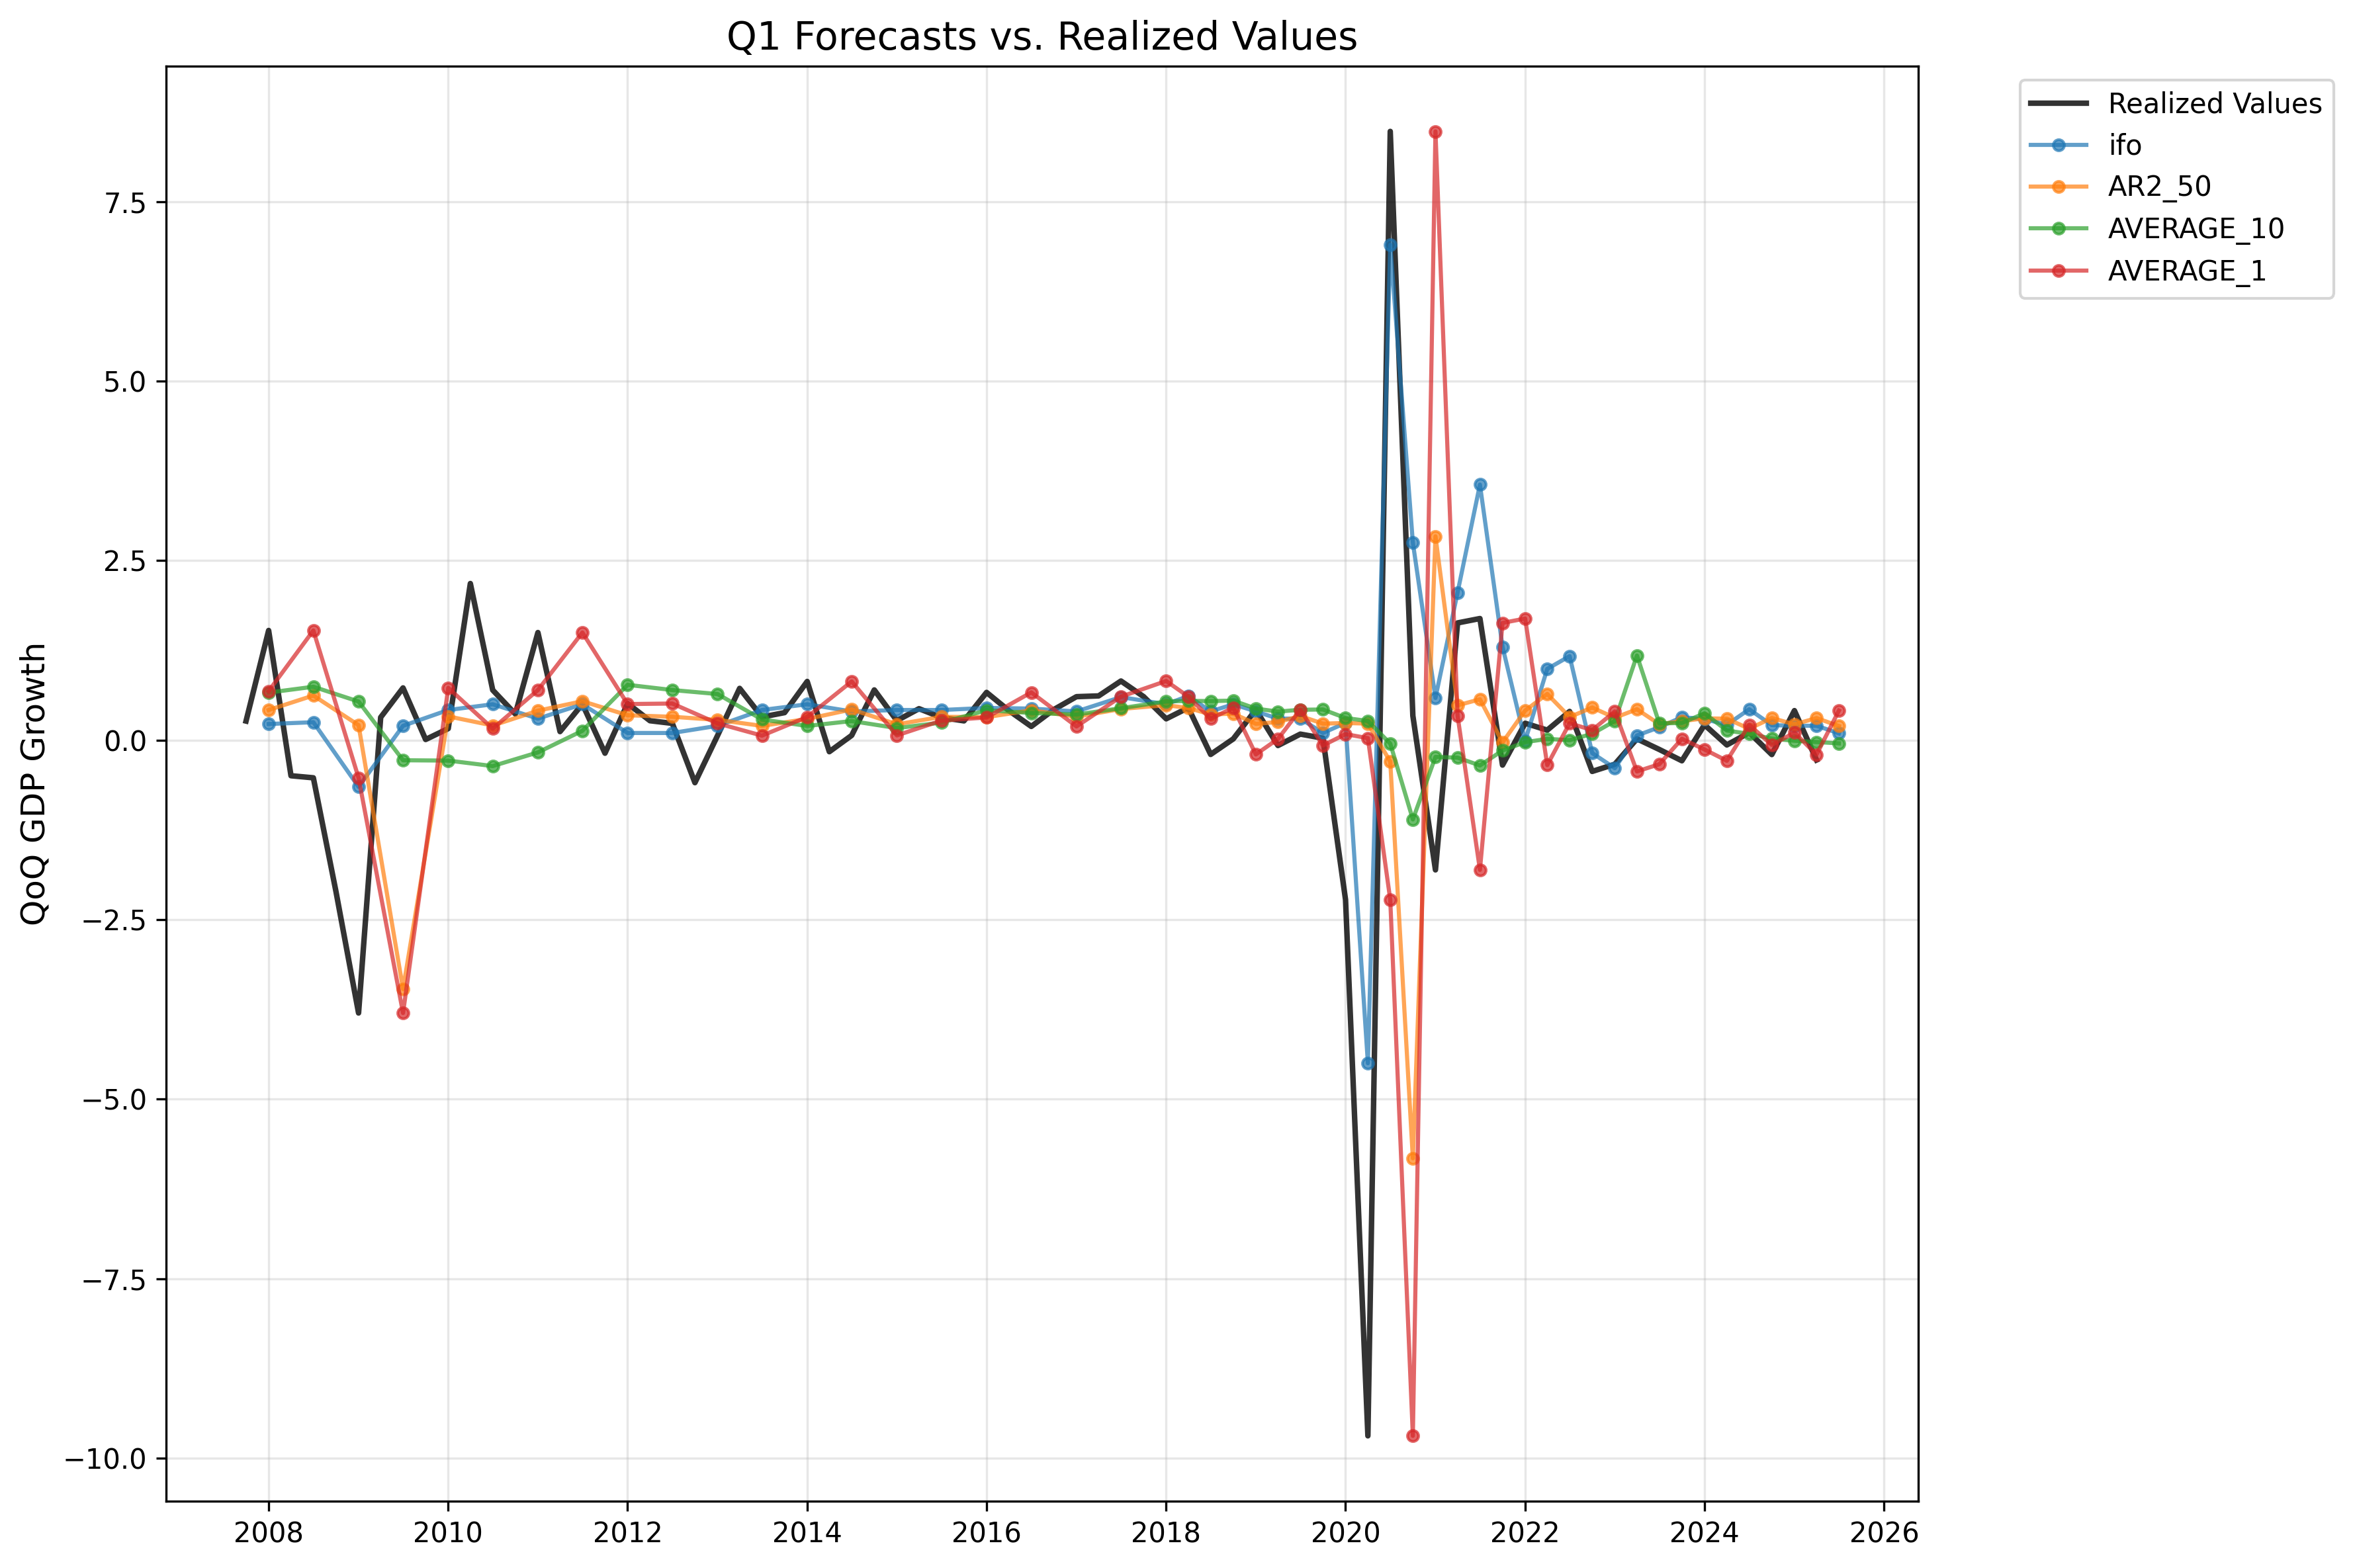 Q1 Forecasts vs. Realized Values
Realized Values
ifo
AR2_50
AVERAGE_10
AVERAGE_1
QoQ GDP Growth
7.5
5.0
2.5
0.0
−2.5
−5.0
−7.5
−10.0
2008 2010 2012 2014 2016 2018 2020 2022 2024 2026